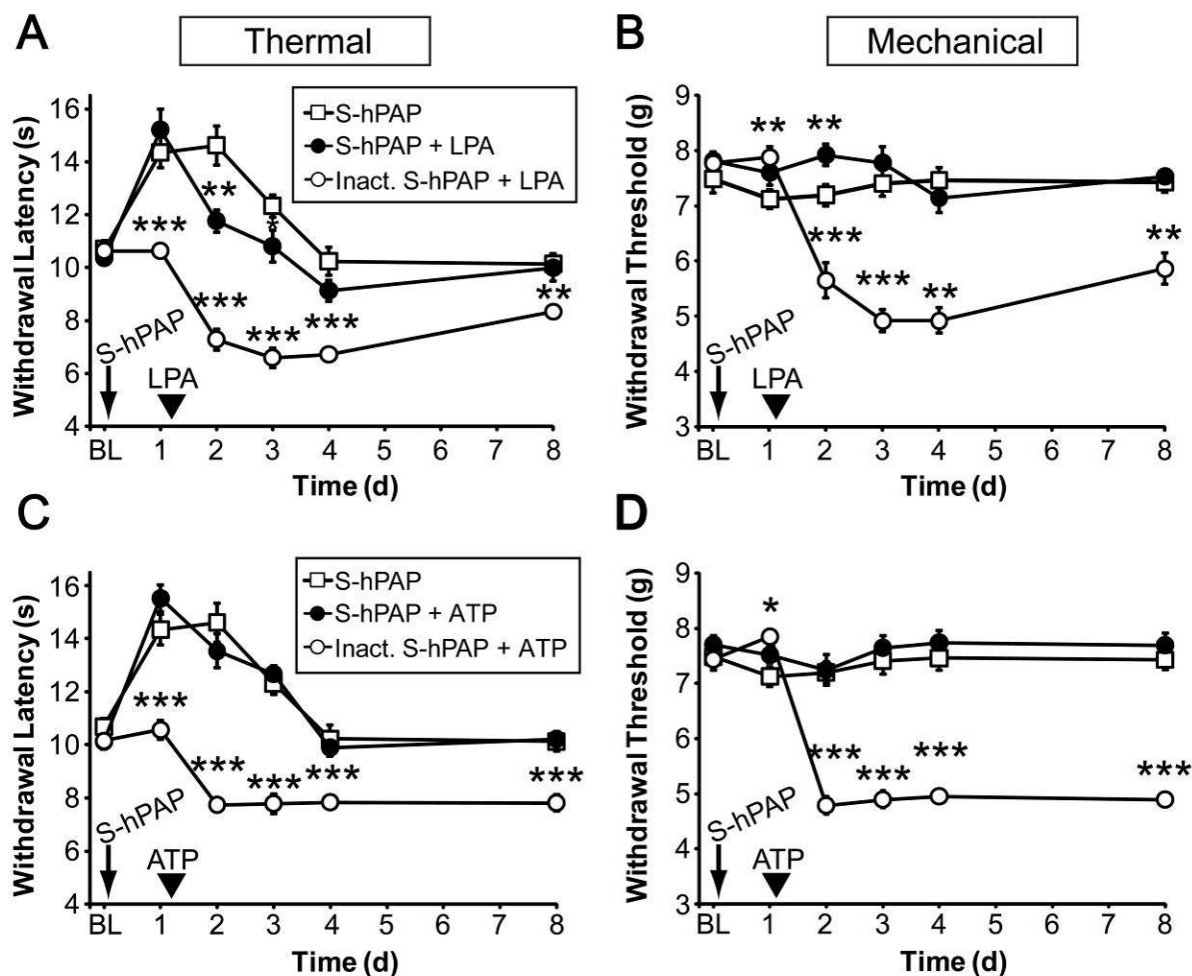 A
Thermal
B
Mechanical
Withdrawal Latency (s)
16
14
12
10
8
6
4
S-hPAP
S-hPAP + LPA
Inact. S-hPAP + LPA
***
**
*
***
***
***
**
S-hPAP
LPA
BL 1 2 3 4 5 6 7 8
Time (d)
Withdrawal Threshold (g)
9
8
7
6
5
4
3
**
**
***
***
**
**
S-hPAP
LPA
BL 1 2 3 4 5 6 7 8
Time (d)
C
D
Withdrawal Latency (s)
16
14
12
10
8
6
4
S-hPAP
S-hPAP + ATP
Inact. S-hPAP + ATP
***
***
***
***
***
S-hPAP
ATP
BL 1 2 3 4 5 6 7 8
Time (d)
Withdrawal Threshold (g)
9
8
7
6
5
4
3
*
***
***
***
***
S-hPAP
ATP
BL 1 2 3 4 5 6 7 8
Time (d)